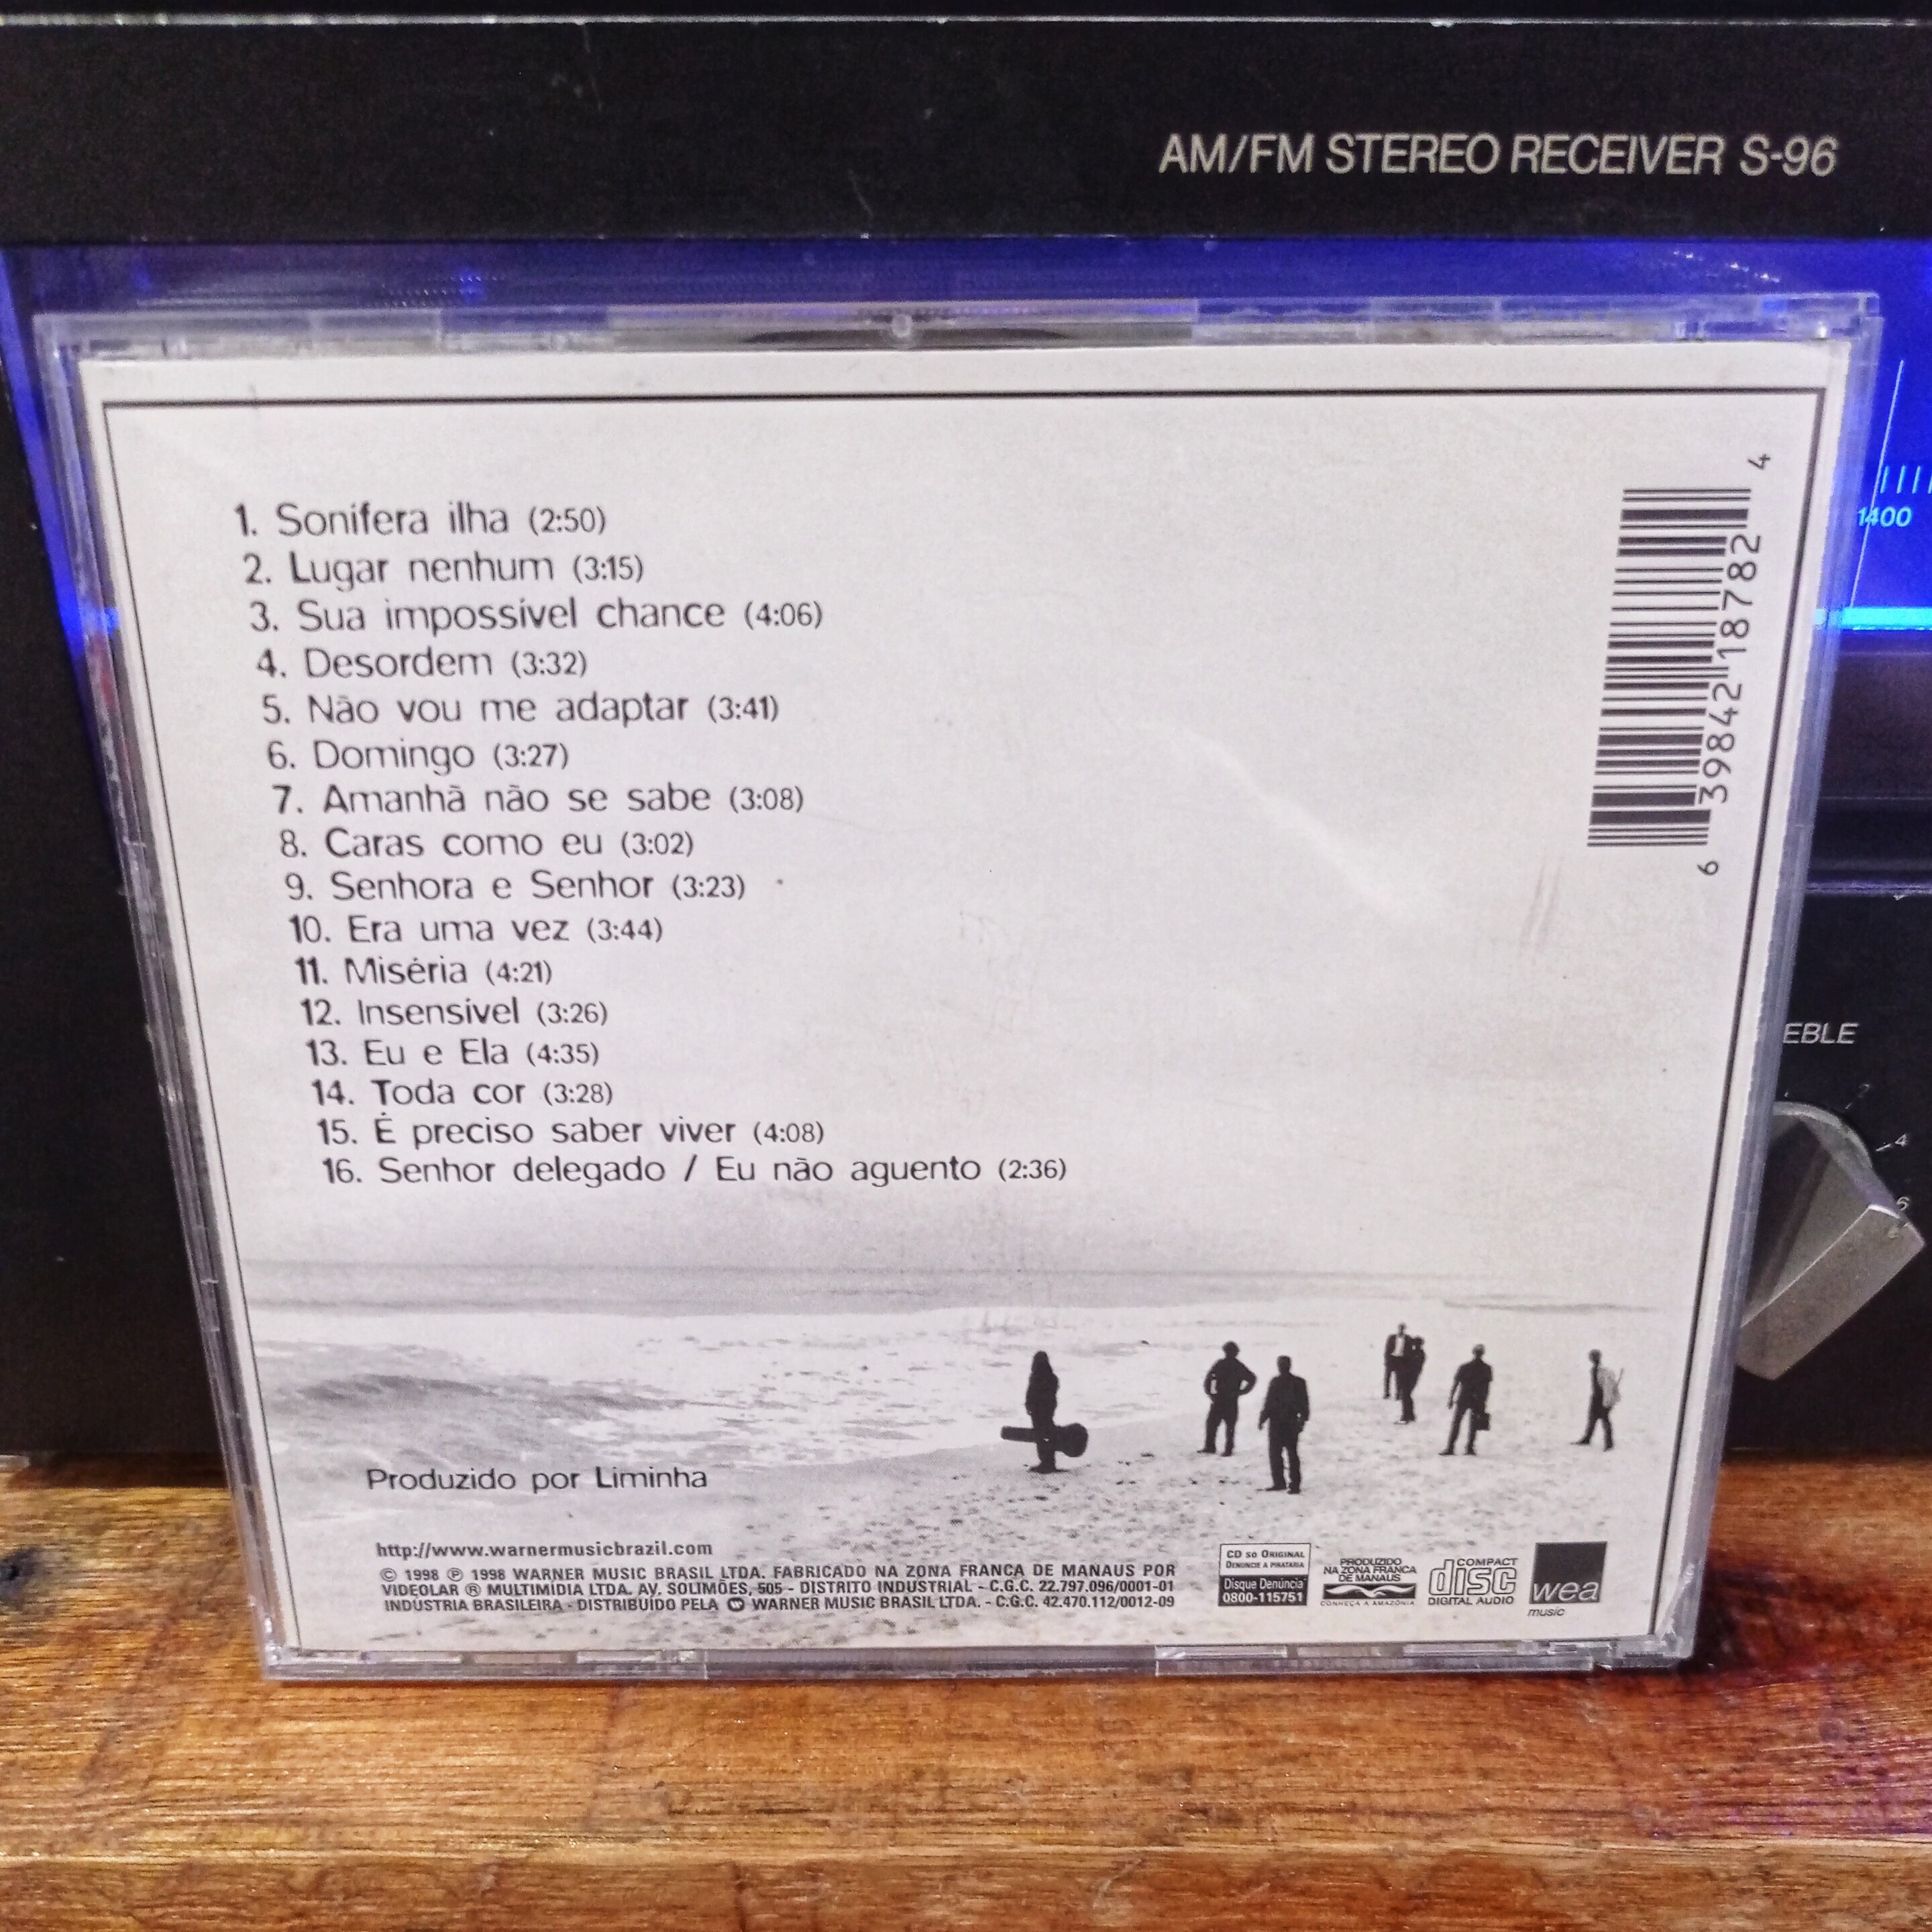 AM/FM STEREO RECEIVER S-96
1400
EBLE
2
4
6
1. Sonífera ilha (2:50)
2. Lugar nenhum (3:15)
3. Sua impossível chance (4:06)
4. Desordem (3:32)
5. Não vou me adaptar (3:41)
6. Domingo (3:27)
7. Amanhã não se sabe (3:08)
8. Caras como eu (3:02)
9. Senhora e Senhor (3:23)
10. Era uma vez (3:44)
11. Miséria (4:21)
12. Insensível (3:26)
13. Eu e Ela (4:35)
14. Toda cor (3:28)
15. É preciso saber viver (4:08)
16. Senhor delegado / Eu não aguento (2:36)
6 39842 18782 4
Produzido por Liminha
http://www.warnermusicbrazil.com
© 1998 ℗ 1998 WARNER MUSIC BRASIL LTDA. FABRICADO NA ZONA FRANCA DE MANAUS POR
VIDEOLAR ® MULTIMÍDIA LTDA. AV. SOLIMÕES, 505 - DISTRITO INDUSTRIAL - C.G.C. 22.797.096/0001-01
INDÚSTRIA BRASILEIRA - DISTRIBUÍDO PELA WARNER MUSIC BRASIL LTDA. - C.G.C. 42.470.112/0012-09
CD SO ORIGINAL
DENUNCIE A PIRATARIA
Disque Denúncia
0800-115751
PRODUZIDO
NA ZONA FRANCA
DE MANAUS
CONHEÇA A AMAZÔNIA
COMPACT
disc
DIGITAL AUDIO
wea
music